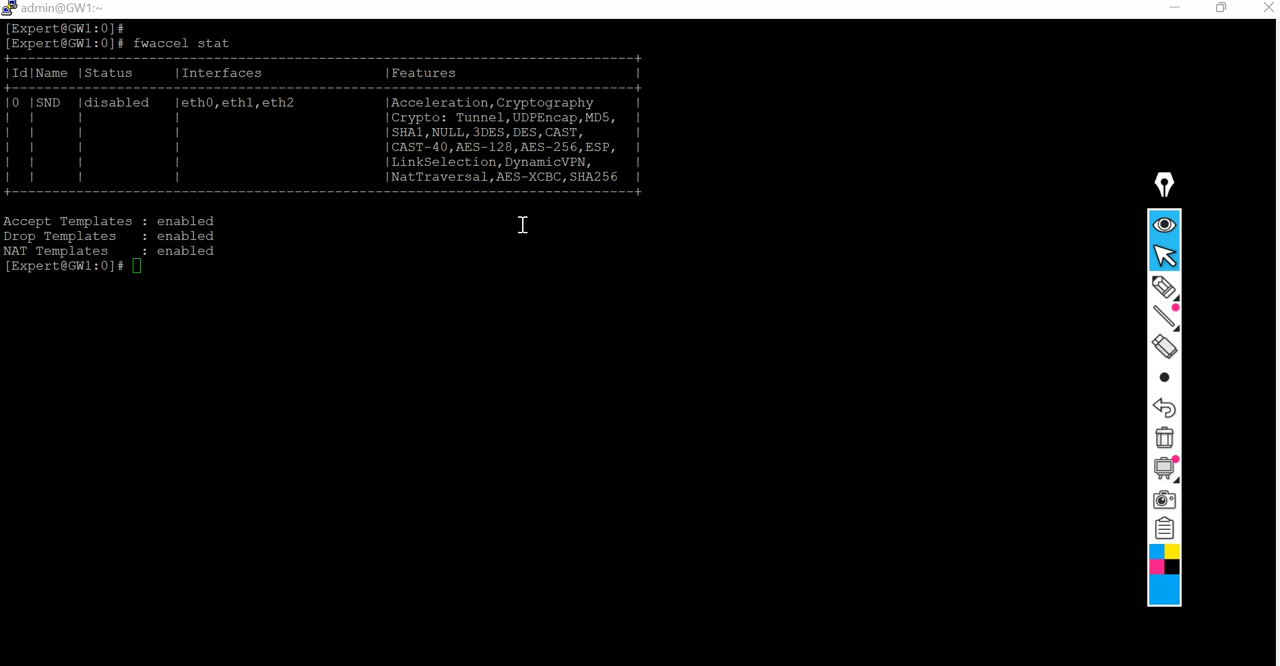 admin@GW1:~
[Expert@GW1:0]#
[Expert@GW1:0]# fwaccel stat
+---------------------------------------------------------------------------------+
|Id|Name |Status     |Interfaces               |Features                          |
+---------------------------------------------------------------------------------+
|0 |SND  |disabled   |eth0,eth1,eth2           |Acceleration,Cryptography         |
|  |     |           |                         |Crypto: Tunnel,UDPEncap,MD5,      |
|  |     |           |                         |SHA1,NULL,3DES,DES,CAST,          |
|  |     |           |                         |CAST-40,AES-128,AES-256,ESP,      |
|  |     |           |                         |LinkSelection,DynamicVPN,         |
|  |     |           |                         |NatTraversal,AES-XCBC,SHA256      |
+---------------------------------------------------------------------------------+
Accept Templates : enabled
Drop Templates   : enabled
NAT Templates    : enabled
[Expert@GW1:0]#